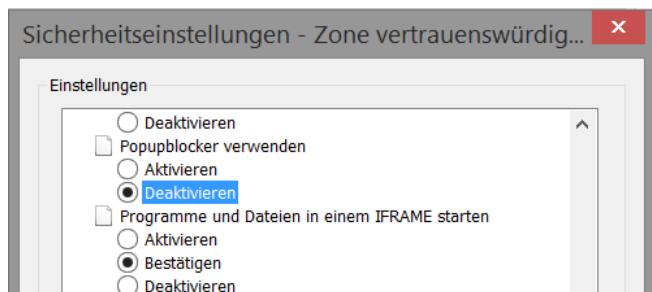 Sicherheitseinstellungen - Zone vertrauenswürdig...
Einstellungen
Deaktivieren
Popupblocker verwenden
Aktivieren
Deaktivieren
Programme und Dateien in einem IFRAME starten
Aktivieren
Bestätigen
Deaktivieren